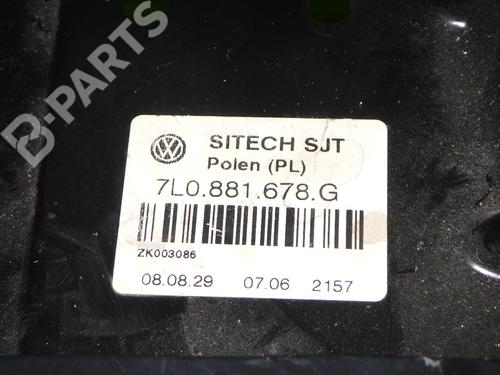 B-PARTS
SITECH SJT
Polen (PL)
7L0.881.678.G
ZK003086
08.08.29 07.06 2157